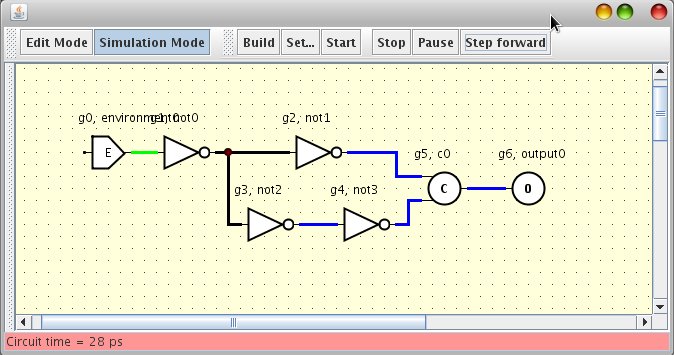 Edit Mode Simulation Mode Build Set... Start Stop Pause Step forward
g0, environment0 g1, not0 g2, not1
g5, c0 g6, output0
E
g3, not2 g4, not3
C O
Circuit time = 28 ps